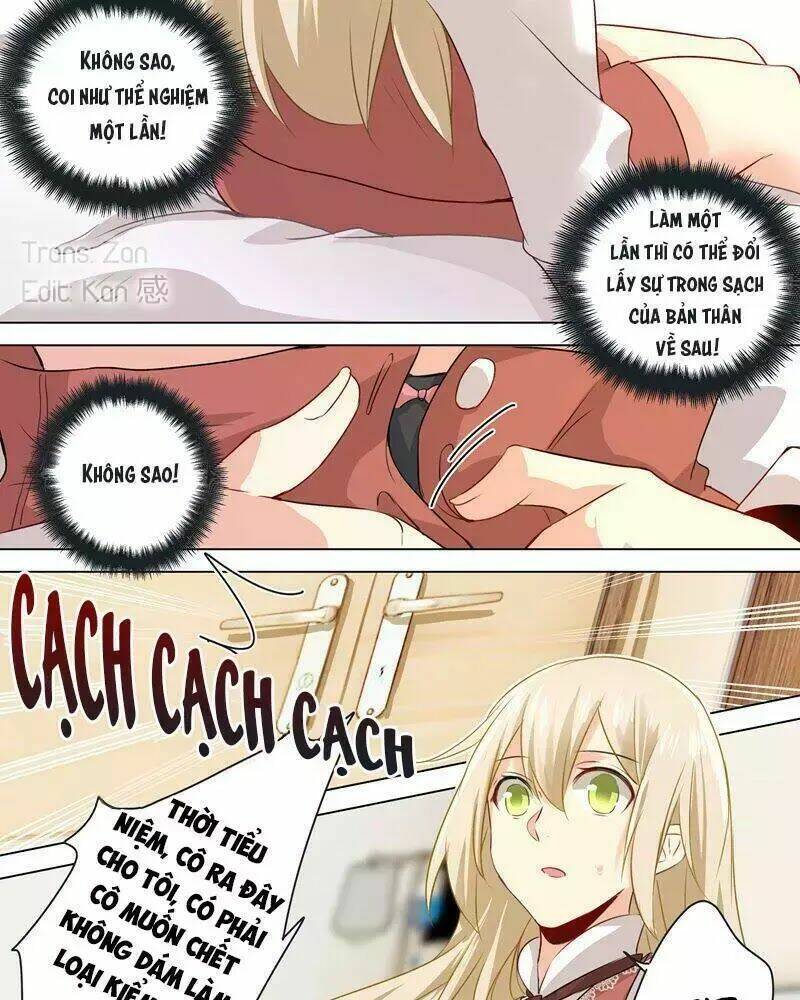 KHÔNG SAO,
COI NHƯ THỂ NGHIỆM
MỘT LẦN!
LÀM MỘT
LẦN THÌ CÓ THỂ ĐỔI
LẤY SỰ TRONG SẠCH
CỦA BẢN THÂN
VỀ SAU!
Trans: Zan
Edit: Kan 感
KHÔNG SAO!
CẠCH CẠCH CẠCH
THỜI TIỂU
NIỆM, CÔ RA ĐÂY
CHO TÔI, CÓ PHẢI
CÔ MUỐN CHẾT
KHÔNG DÁM LÀM
LOẠI